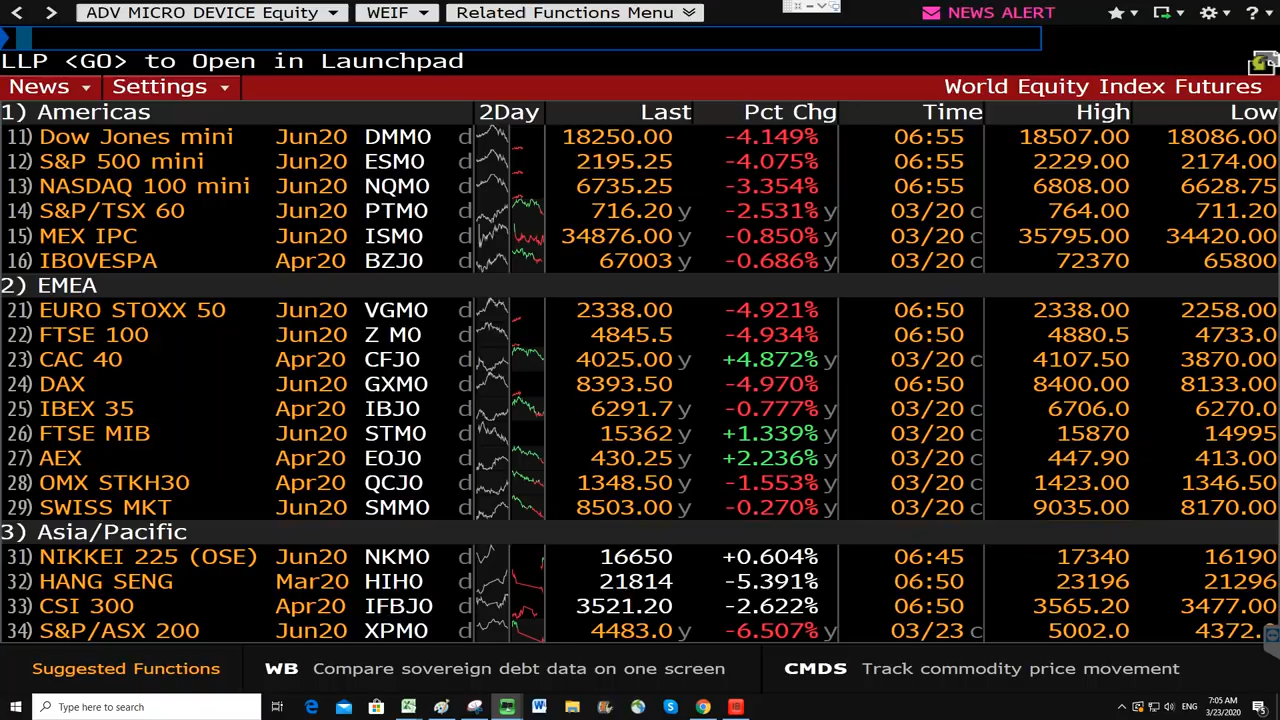 ADV MICRO DEVICE Equity WEIF Related Functions Menu NEWS ALERT
LLP <GO> to Open in Launchpad
News Settings World Equity Index Futures
1) Americas 2Day Last Pct Chg Time High Low
11) Dow Jones mini Jun20 DMM0 d 18250.00 -4.149% 06:55 18507.00 18086.00
12) S&P 500 mini Jun20 ESM0 d 2195.25 -4.075% 06:55 2229.00 2174.00
13) NASDAQ 100 mini Jun20 NQM0 d 6735.25 -3.354% 06:55 6808.00 6628.75
14) S&P/TSX 60 Jun20 PTM0 d 716.20 y -2.531% y 03/20 c 764.00 711.20
15) MEX IPC Jun20 ISM0 d 34876.00 y -0.850% y 03/20 c 35795.00 34420.00
16) IBOVESPA Apr20 BZJ0 d 67003 y -0.686% y 03/20 c 72370 65800
2) EMEA
21) EURO STOXX 50 Jun20 VGM0 d 2338.00 -4.921% 06:50 2338.00 2258.00
22) FTSE 100 Jun20 Z M0 d 4845.5 -4.934% 06:50 4880.5 4733.0
23) CAC 40 Apr20 CFJ0 d 4025.00 y +4.872% y 03/20 c 4107.50 3870.00
24) DAX Jun20 GXM0 d 8393.50 -4.970% 06:50 8400.00 8133.00
25) IBEX 35 Apr20 IBJ0 d 6291.7 y -0.777% y 03/20 c 6706.0 6270.0
26) FTSE MIB Jun20 STM0 d 15362 y +1.339% y 03/20 c 15870 14995
27) AEX Apr20 EOJ0 d 430.25 y +2.236% y 03/20 c 447.90 413.00
28) OMX STKH30 Apr20 QCJ0 d 1348.50 y -1.553% y 03/20 c 1423.00 1346.50
29) SWISS MKT Jun20 SMM0 d 8503.00 y -0.270% y 03/20 c 9035.00 8170.00
3) Asia/Pacific
31) NIKKEI 225 (OSE) Jun20 NKM0 d 16650 +0.604% 06:45 17340 16190
32) HANG SENG Mar20 HIH0 d 21814 -5.391% 06:50 23196 21296
33) CSI 300 Apr20 IFBJ0 d 3521.20 -2.622% 06:50 3565.20 3477.00
34) S&P/ASX 200 Jun20 XPM0 d 4483.0 y -6.507% y 03/23 c 5002.0 4372.
Suggested Functions WB Compare sovereign debt data on one screen CMDS Track commodity price movement
Type here to search ENG 7:05 AM
3/23/2020